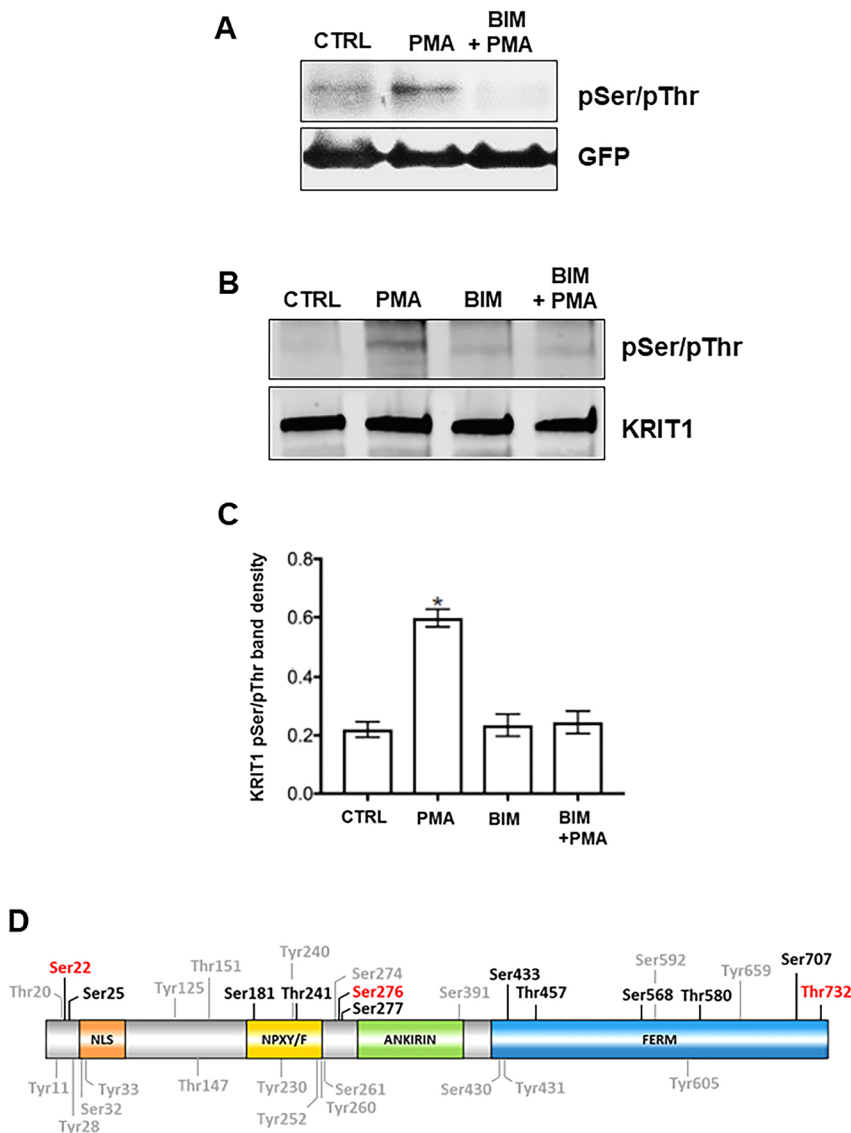 A
CTRL PMA BIM + PMA
pSer/pThr
GFP
B
CTRL PMA BIM BIM + PMA
pSer/pThr
KRIT1
C
KRIT1 pSer/pThr band density
0.8
0.6
0.4
0.2
0.0
*
CTRL PMA BIM BIM +PMA
D
Thr20 Ser22 Ser25 Tyr125 Thr151 Ser181 Tyr240 Thr241 Ser274 Ser276 Ser277 Ser391 Ser433 Thr457 Ser568 Ser592 Thr580 Tyr659 Ser707 Thr732
NLS NPXY/F ANKIRIN FERM
Tyr11 Tyr28 Ser32 Tyr33 Thr147 Tyr230 Tyr252 Ser261 Tyr260 Ser430 Tyr431 Tyr605